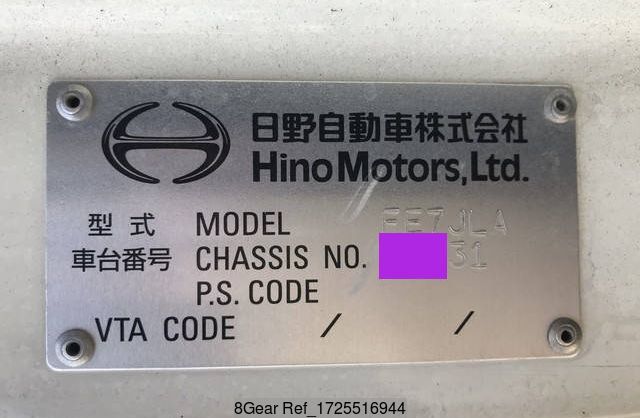 日野自動車株式会社
Hino Motors, Ltd.
型式 MODEL FE7JLA
車台番号 CHASSIS NO. 31
P.S. CODE
VTA CODE / /
8Gear Ref_1725516944